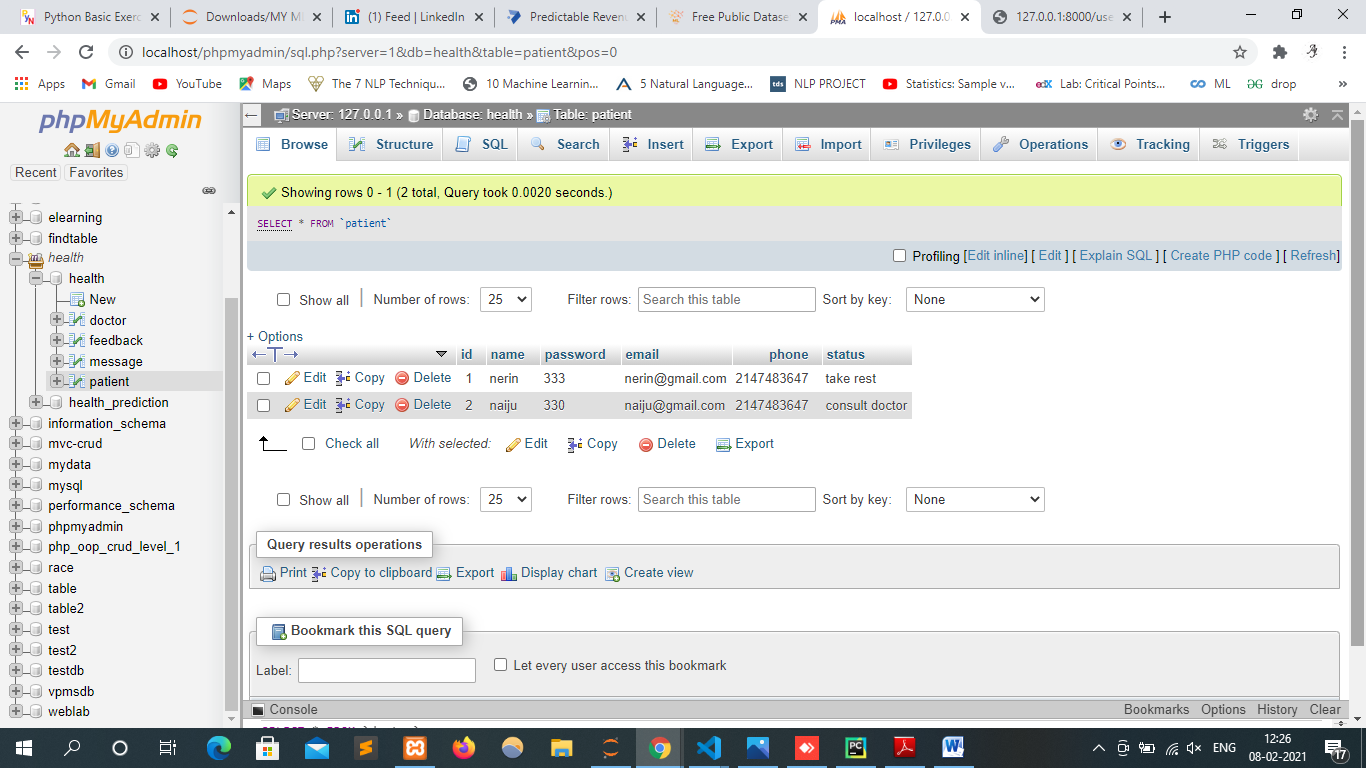 Python Basic Exerc
Downloads/MY M
(1) Feed | LinkedIn
Predictable Revenu
Free Public Datase
localhost / 127.0.0
127.0.0.1:8000/use
localhost/phpmyadmin/sql.php?server=1&db=health&table=patient&pos=0
Apps Gmail YouTube Maps The 7 NLP Techniqu... 10 Machine Learnin... 5 Natural Language... tds NLP PROJECT Statistics: Sample v... edX Lab: Critical Points... ML drop »
phpMyAdmin
Recent Favorites
elearning
findtable
health
health
New
doctor
feedback
message
patient
health_prediction
information_schema
mvc-crud
mydata
mysql
performance_schema
phpmyadmin
php_oop_crud_level_1
race
table
table2
test
test2
testdb
vpmsdb
weblab
Server: 127.0.0.1 » Database: health » Table: patient
Browse Structure SQL Search Insert Export Import Privileges Operations Tracking Triggers
Showing rows 0 - 1 (2 total, Query took 0.0020 seconds.)
SELECT * FROM `patient`
Profiling [Edit inline] [ Edit ] [ Explain SQL ] [ Create PHP code ] [ Refresh]
Show all | Number of rows: 25 Filter rows: Search this table Sort by key: None
+ Options
←T→ id name password email phone status
Edit Copy Delete 1 nerin 333 nerin@gmail.com 2147483647 take rest
Edit Copy Delete 2 naiju 330 naiju@gmail.com 2147483647 consult doctor
Check all With selected: Edit Copy Delete Export
Show all | Number of rows: 25 Filter rows: Search this table Sort by key: None
Query results operations
Print Copy to clipboard Export Display chart Create view
Bookmark this SQL query
Label: Let every user access this bookmark
Console Bookmarks Options History Clear
ENG 12:26
08-02-2021
17